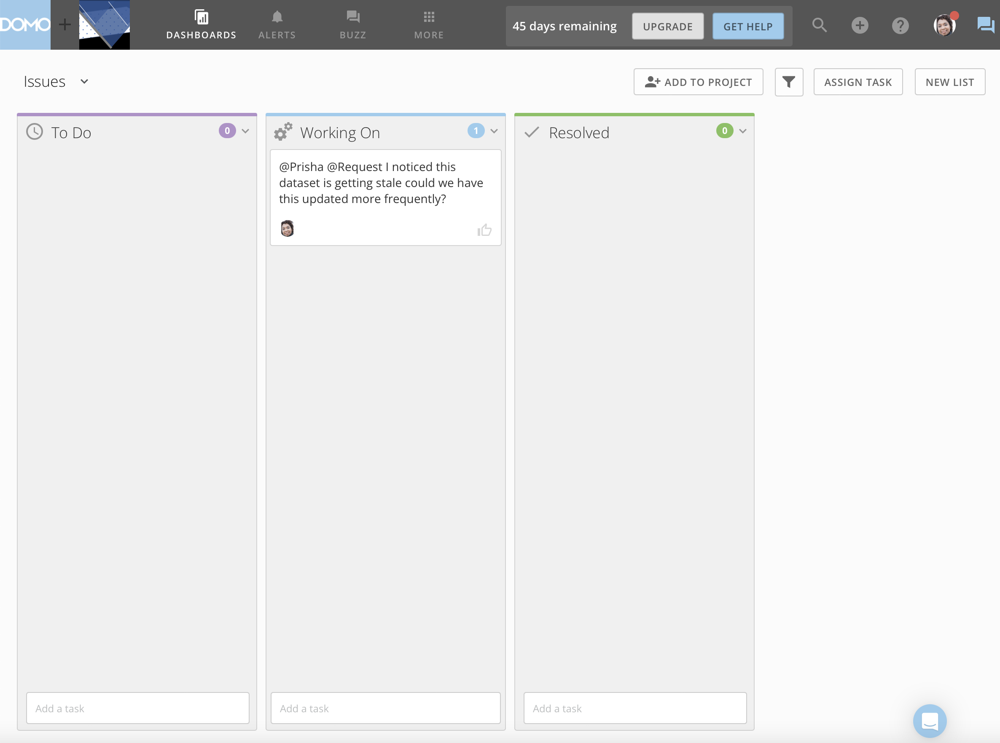 DOMO
DASHBOARDS
ALERTS
BUZZ
MORE
45 days remaining
UPGRADE
GET HELP
Issues
ADD TO PROJECT
ASSIGN TASK
NEW LIST
To Do
0
Working On
1
Resolved
0
@Prisha @Request I noticed this
dataset is getting stale could we have
this updated more frequently?
Add a task
Add a task
Add a task